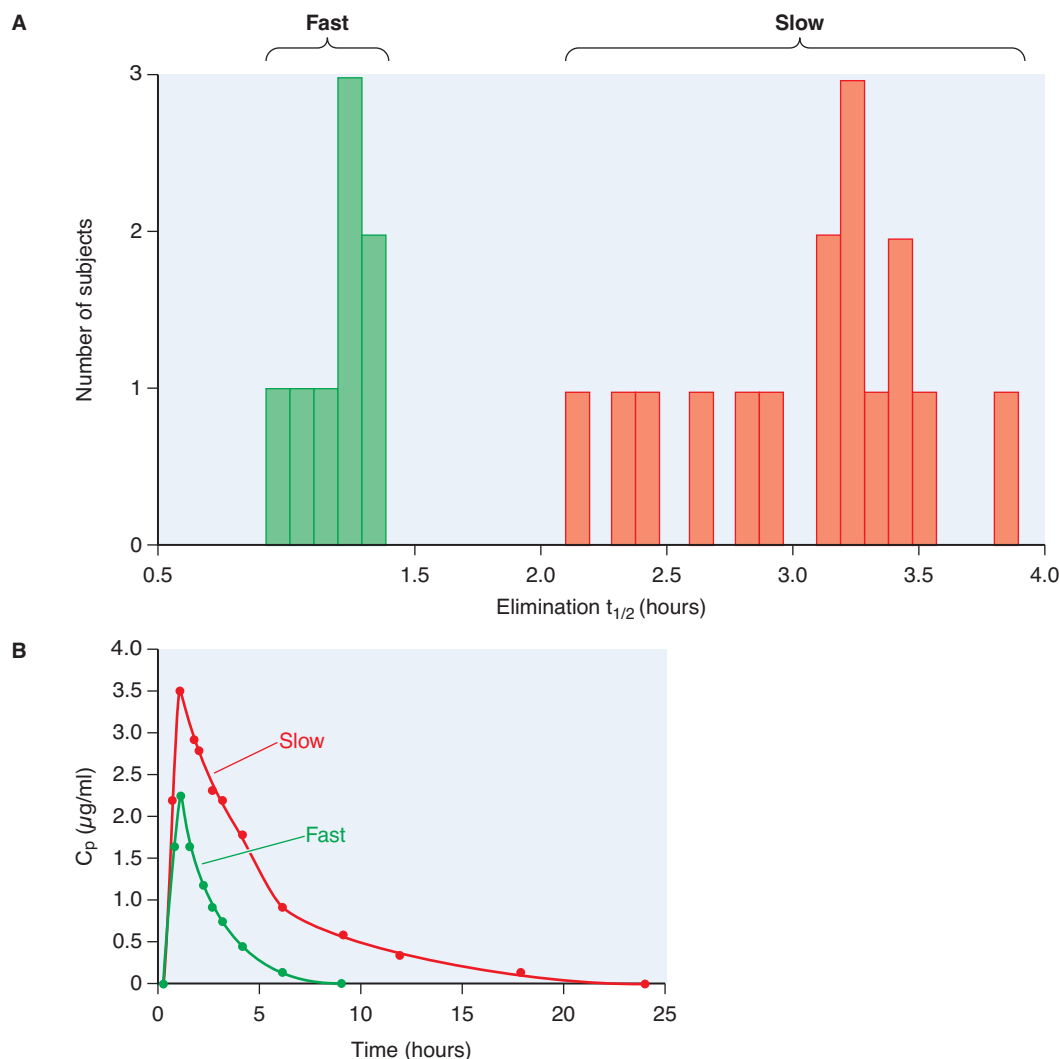 A
Fast
Slow
3
2
1
0
Number of subjects
0.5 1.5 2.0 2.5 3.0 3.5 4.0
Elimination t1/2 (hours)
B
4.0
3.5
3.0
2.5
2.0
1.5
1.0
0.5
0
Cp (µg/ml)
Slow
Fast
0 5 10 15 20 25
Time (hours)